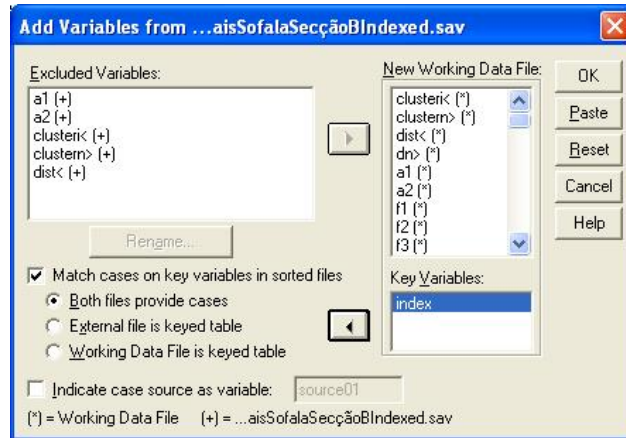 Add Variables from ...aisSofalaSecçãoBIndexed.sav
Excluded Variables:
a1 (+)
a2 (+)
clusteri< (+)
clustern> (+)
dist< (+)
Rename...
New Working Data File:
clusteri< (*)
clustern> (*)
dist< (*)
dn> (*)
a1 (*)
a2 (*)
f1 (*)
f2 (*)
f3 (*)
OK
Paste
Reset
Cancel
Help
Match cases on key variables in sorted files
Both files provide cases
External file is keyed table
Working Data File is keyed table
Key Variables:
index
Indicate case source as variable: source01
(*) = Working Data File (+) = ...aisSofalaSecçãoBIndexed.sav